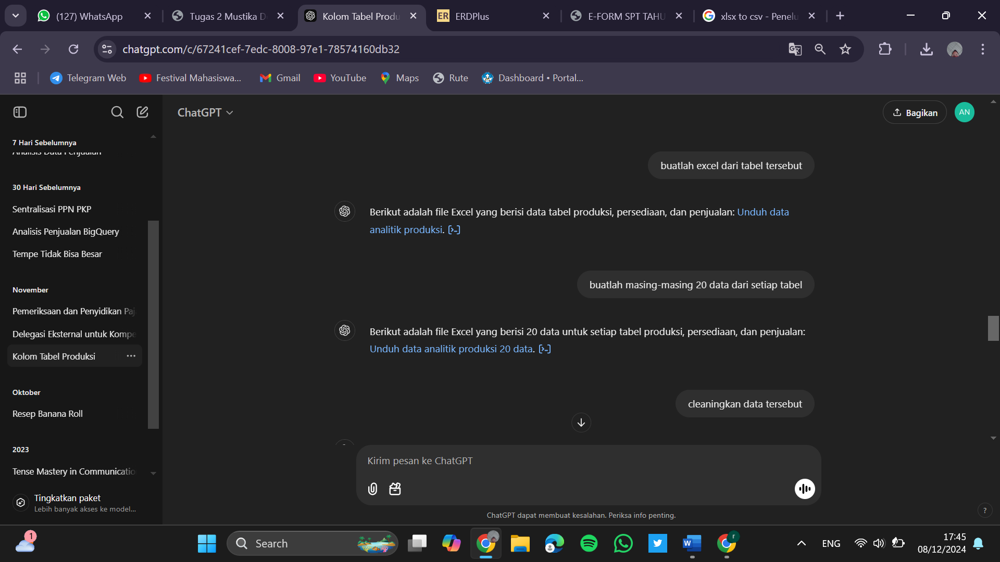 (127) WhatsApp
Tugas 2 Mustika D
Kolom Tabel Produ
ER ERDPlus
E-FORM SPT TAHU
xlsx to csv - Penelu
chatgpt.com/c/67241cef-7edc-8008-97e1-78574160db32
Telegram Web
Festival Mahasiswa...
Gmail
YouTube
Maps
Rute
Dashboard • Portal...
ChatGPT
Bagikan
AN
7 Hari Sebelumnya
Analisis Data Penjualan
30 Hari Sebelumnya
Sentralisasi PPN PKP
Analisis Penjualan BigQuery
Tempe Tidak Bisa Besar
November
Pemeriksaan dan Penyidikan Paj
Delegasi Eksternal untuk Kompe
Kolom Tabel Produksi
Oktober
Resep Banana Roll
2023
Tense Mastery in Communicatio
Tingkatkan paket
Lebih banyak akses ke model...
buatlah excel dari tabel tersebut
Berikut adalah file Excel yang berisi data tabel produksi, persediaan, dan penjualan: Unduh data
analitik produksi.
buatlah masing-masing 20 data dari setiap tabel
Berikut adalah file Excel yang berisi 20 data untuk setiap tabel produksi, persediaan, dan penjualan:
Unduh data analitik produksi 20 data.
cleaningkan data tersebut
Kirim pesan ke ChatGPT
ChatGPT dapat membuat kesalahan. Periksa info penting.
?
1
Search
W
r
ENG
17:45
08/12/2024